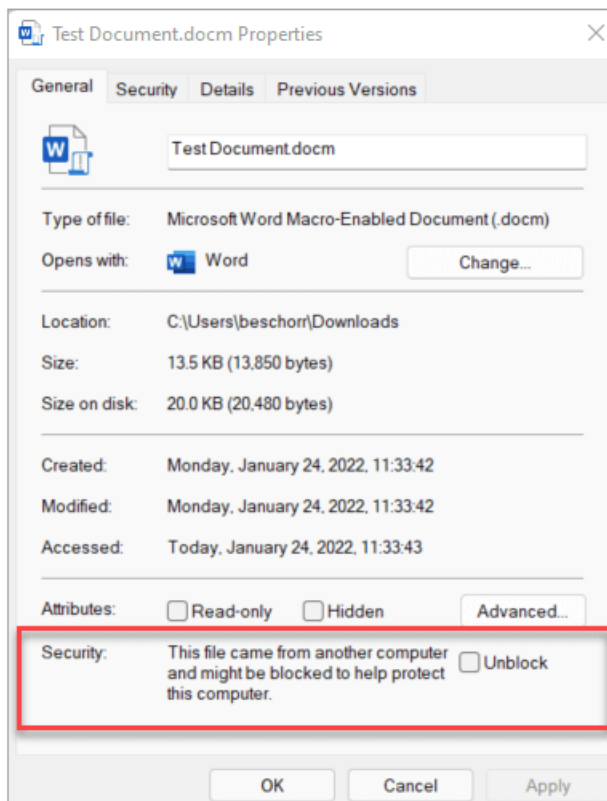 Test Document.docm Properties
General Security Details Previous Versions
Test Document.docm
Type of file: Microsoft Word Macro-Enabled Document (.docm)
Opens with: Word Change...
Location: C:\Users\beschorr\Downloads
Size: 13.5 KB (13,850 bytes)
Size on disk: 20.0 KB (20,480 bytes)
Created: Monday, January 24, 2022, 11:33:42
Modified: Monday, January 24, 2022, 11:33:42
Accessed: Today, January 24, 2022, 11:33:43
Attributes: Read-only Hidden Advanced...
Security: This file came from another computer
and might be blocked to help protect Unblock
this computer.
OK Cancel Apply